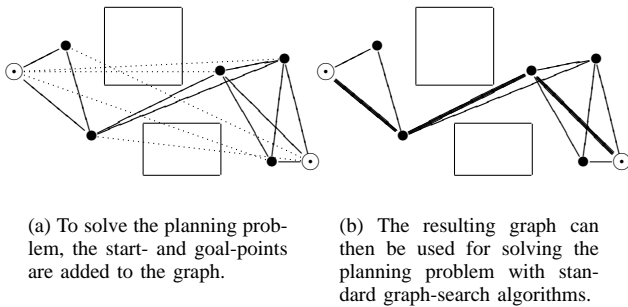 (a) To solve the planning prob-
lem, the start- and goal-points
are added to the graph.
(b) The resulting graph can
then be used for solving the
planning problem with stan-
dard graph-search algorithms.